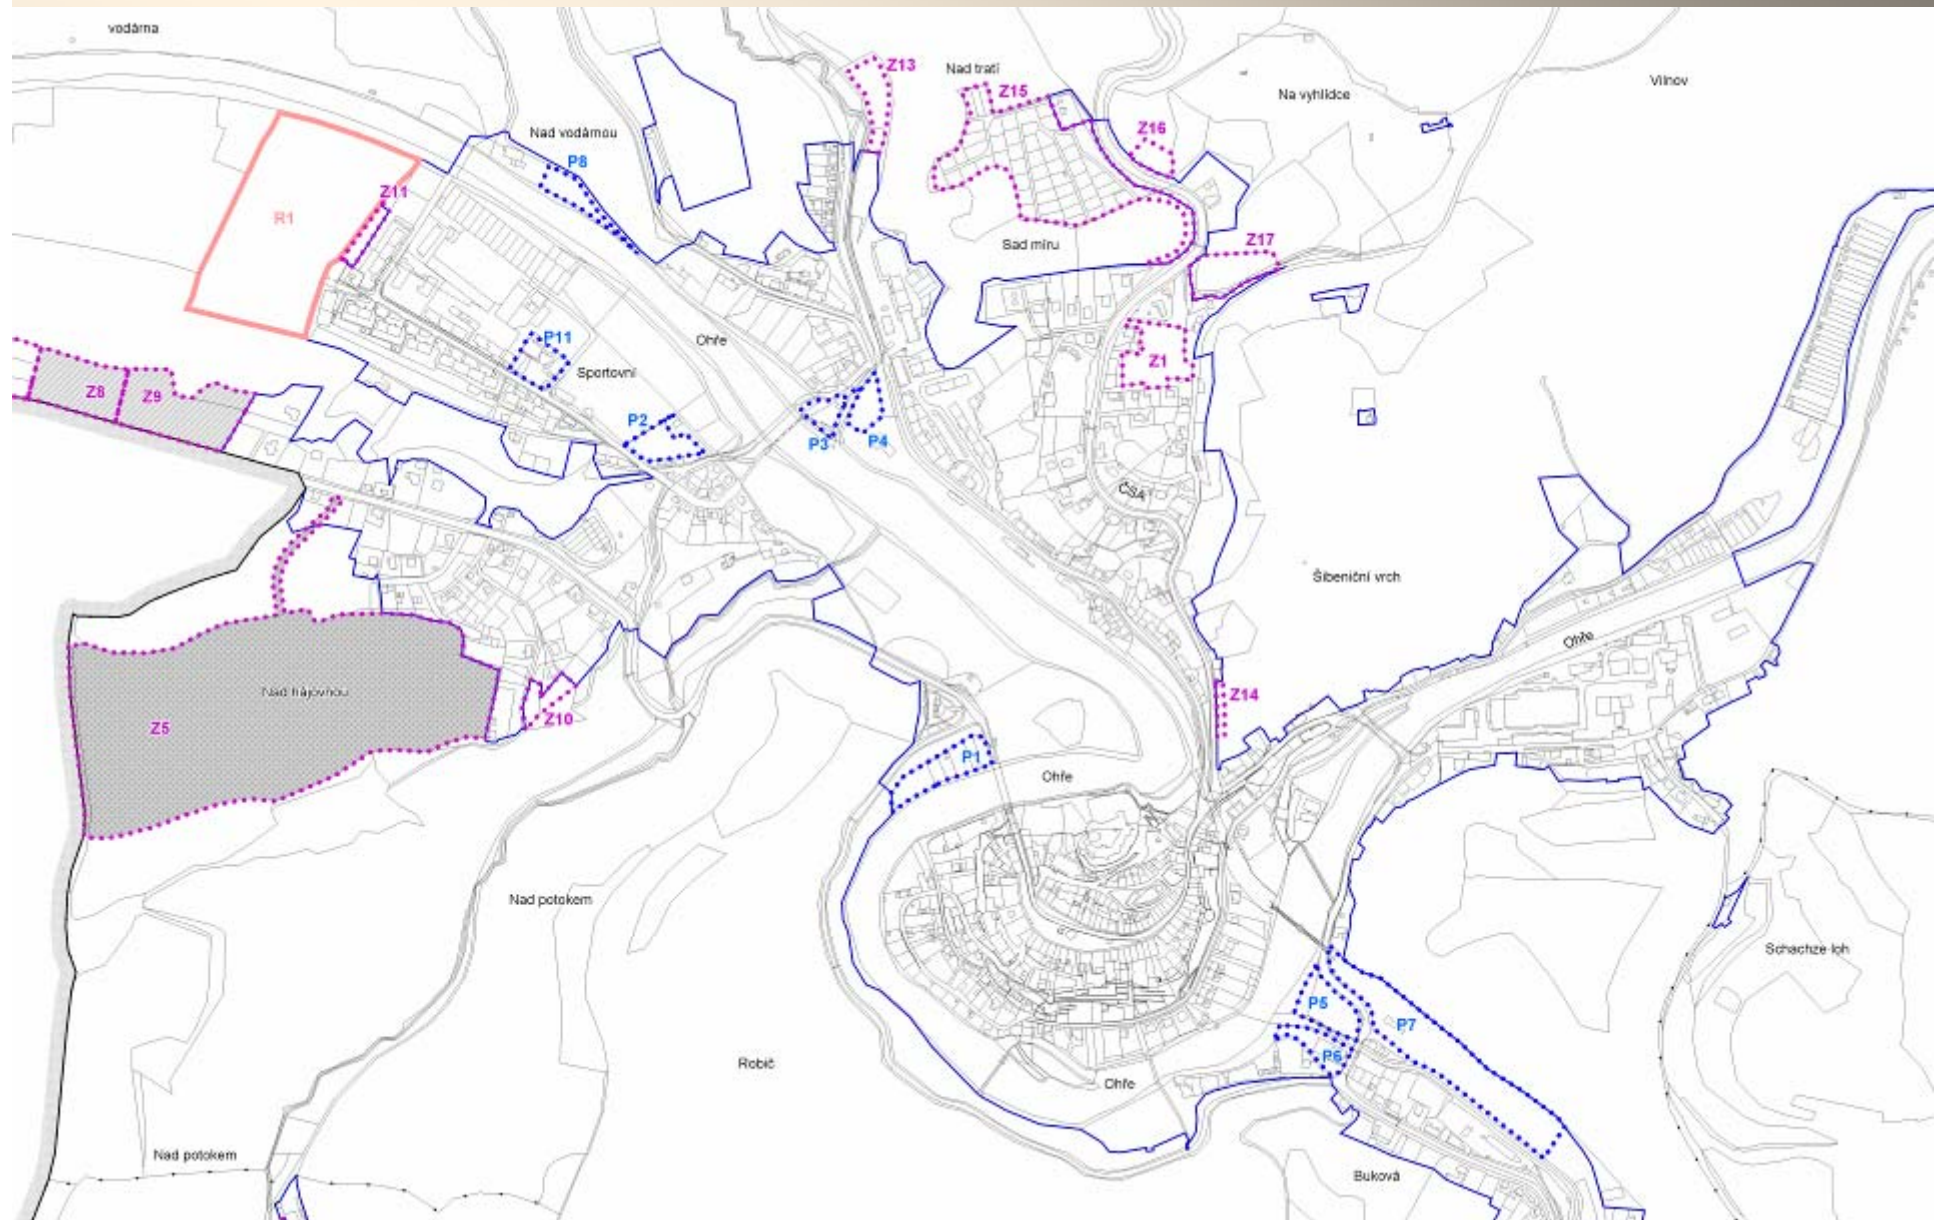 vodárna
Z13
Nad tratí
Z15
Vilnov
Na vyhlídce
Nad vodárnou
Z16
P8
Z11
R1
Sad míru
Z17
P11
Ohře
Sportovní
Z1
Z8
Z9
P2
P3
P4
ČSA
Šibeniční vrch
Ohře
Nad hájovnou
Z5
Z10
Z14
P1
Ohře
Nad potokem
Schachze-loh
P5
P7
P6
Robič
Ohře
Nad potokem
Buková